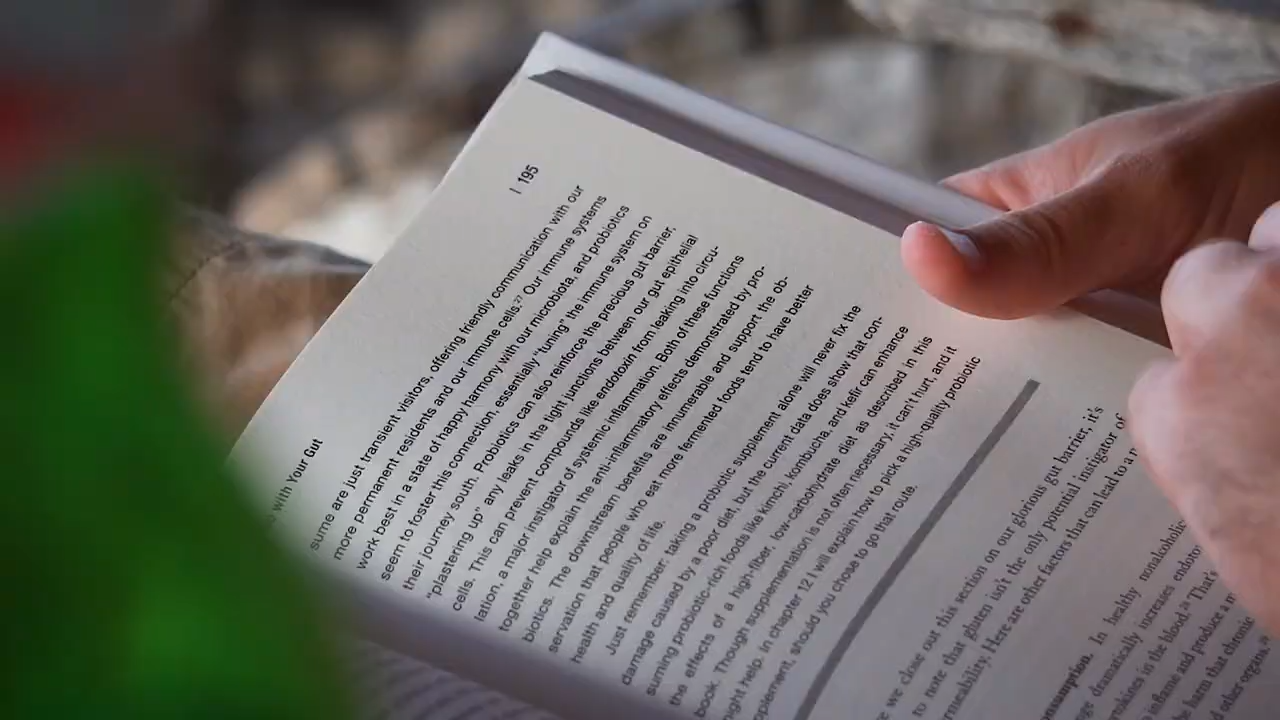 | 195
with Your Gut
sume are just transient visitors, offering friendly communication with our
more permanent residents and our immune cells.²⁷ Our immune systems
work best in a state of happy harmony with our microbiota, and probiotics
seem to foster this connection, essentially "tuning" the immune system on
their journey south. Probiotics can also reinforce the precious gut barrier,
"plastering up" any leaks in the tight junctions between our gut epithelial
cells. This can prevent compounds like endotoxin from leaking into circu-
lation, a major instigator of systemic inflammation. Both of these functions
together help explain the anti-inflammatory effects demonstrated by pro-
biotics. The downstream benefits are innumerable and support the ob-
servation that people who eat more fermented foods tend to have better
health and quality of life.
Just remember: taking a probiotic supplement alone will never fix the
damage caused by a poor diet, but the current data does show that con-
suming probiotic-rich foods like kimchi, kombucha, and kefir can enhance
the effects of a high-fiber, low-carbohydrate diet as described in this
book. Though supplementation is not often necessary, it can't hurt, and it
ought help. In chapter 12 I will explain how to pick a high-quality probiotic
pplement, should you chose to go that route.
e we close out this section on our glorious gut barrier, it's
to note that gluten isn't the only potential instigator of
rmeability. Here are other factors that can lead to a
nsumption. In healthy nonalcoholic
ge dramatically increases
okines in the blood.²⁸ That's
inflame and produce a
harm that chronic
d other organs